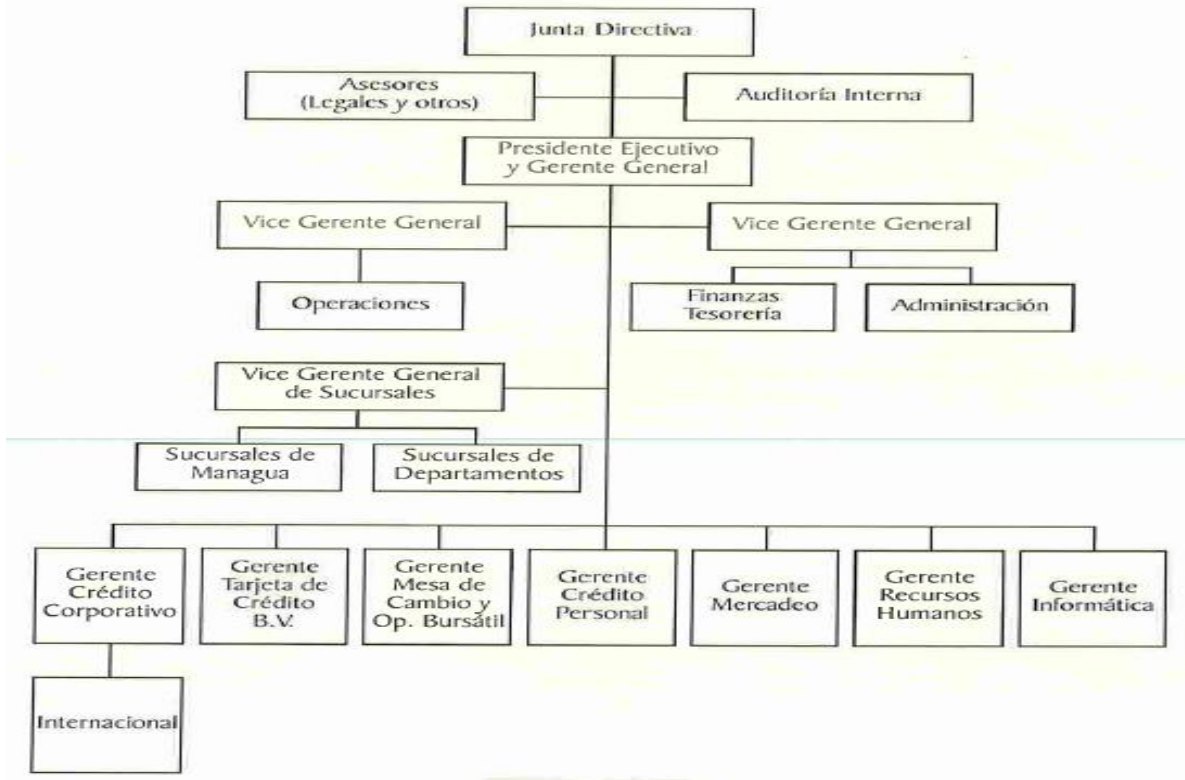 Junta Directiva
Asesores
(Legales y otros)
Auditoría Interna
Presidente Ejecutivo
y Gerente General
Vice Gerente General
Vice Gerente General
Operaciones
Finanzas
Tesorería
Administración
Vice Gerente General
de Sucursales
Sucursales de
Managua
Sucursales de
Departamentos
Gerente
Crédito
Corporativo
Gerente
Tarjeta de
Crédito
B.V.
Gerente
Mesa de
Cambio y
Op. Bursátil
Gerente
Crédito
Personal
Gerente
Mercadeo
Gerente
Recursos
Humanos
Gerente
Informática
Internacional